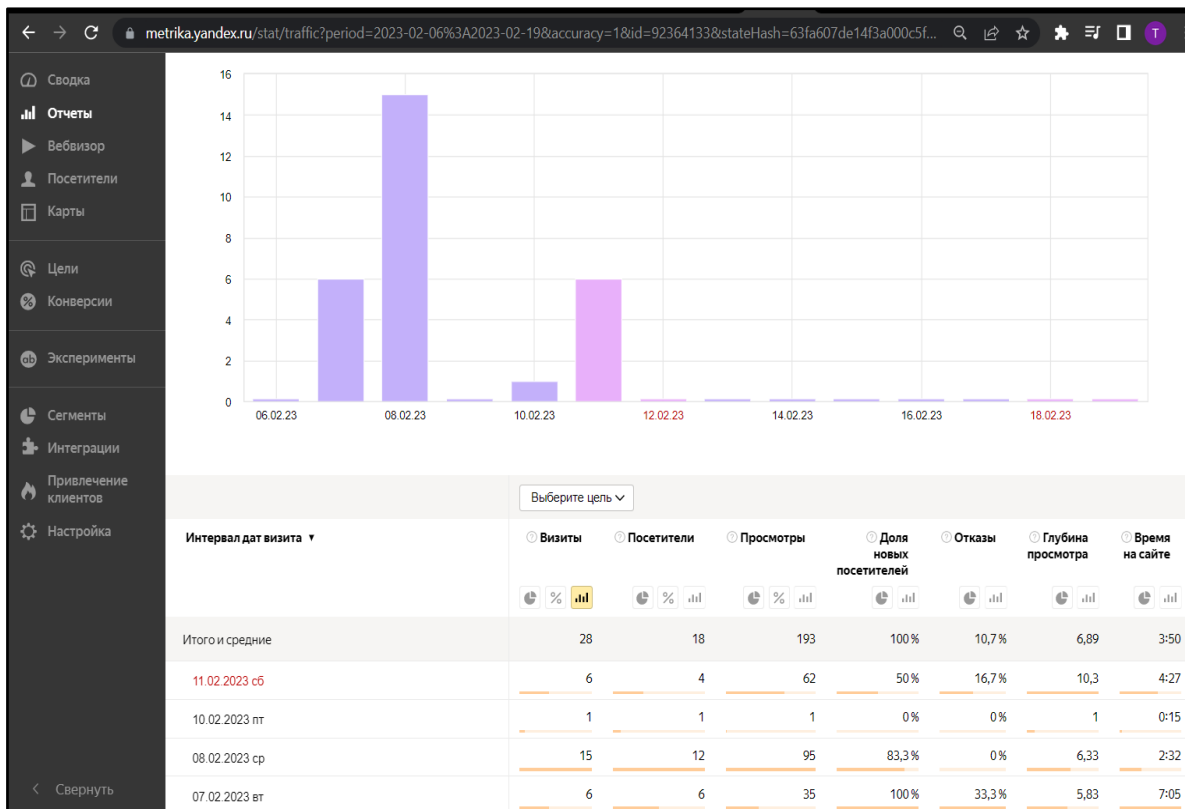 metrika.yandex.ru/stat/traffic?period=2023-02-06%3A2023-02-19&accuracy=1&id=92364133&stateHash=63fa607de14f3a000c5f...
T
Сводка
Отчеты
Вебвизор
Посетители
Карты
Цели
Конверсии
ab Эксперименты
Сегменты
Интеграции
Привлечение
клиентов
Настройка
Свернуть
16
14
12
10
8
6
4
2
0
06.02.23 08.02.23 10.02.23 12.02.23 14.02.23 16.02.23 18.02.23
Выберите цель
Интервал дат визита ▼ Визиты Посетители Просмотры Доля Отказы Глубина Время
новых просмотра на сайте
посетителей
Итого и средние 28 18 193 100 % 10,7 % 6,89 3:50
11.02.2023 сб 6 4 62 50 % 16,7 % 10,3 4:27
10.02.2023 пт 1 1 1 0 % 0 % 1 0:15
08.02.2023 ср 15 12 95 83,3 % 0 % 6,33 2:32
07.02.2023 вт 6 6 35 100 % 33,3 % 5,83 7:05